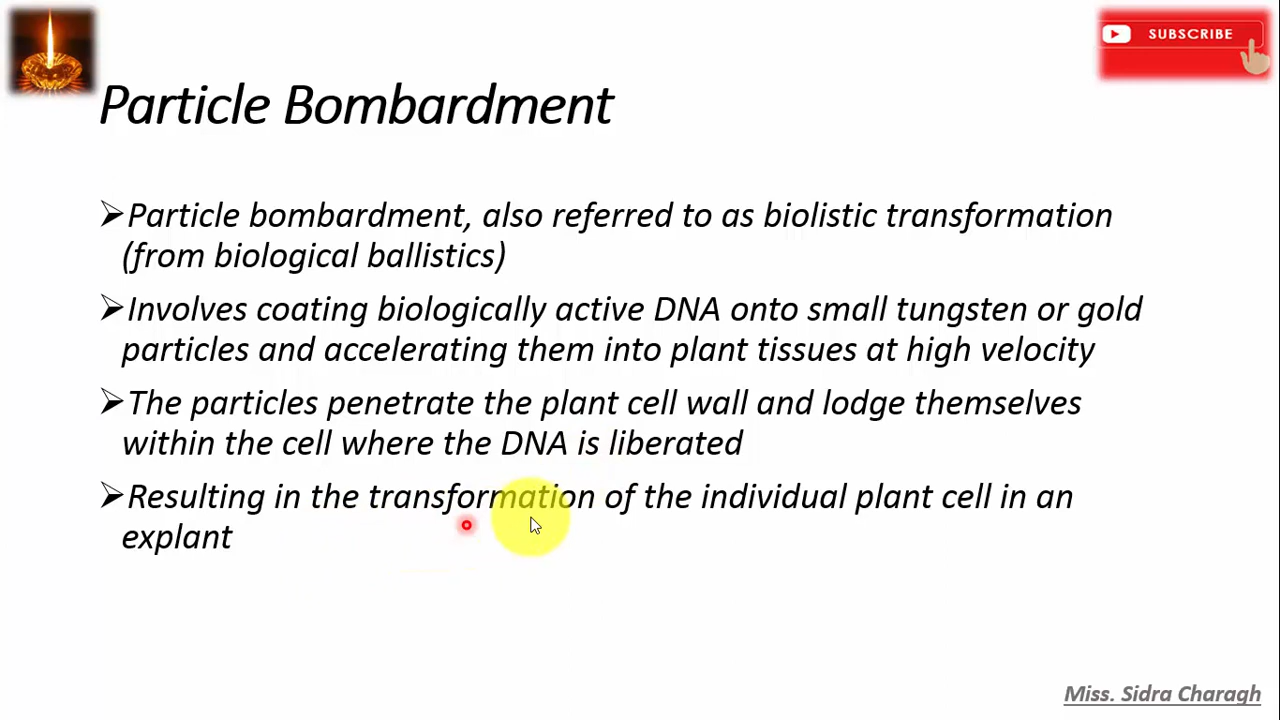 SUBSCRIBE
Particle Bombardment
➢Particle bombardment, also referred to as biolistic transformation
(from biological ballistics)
➢Involves coating biologically active DNA onto small tungsten or gold
particles and accelerating them into plant tissues at high velocity
➢The particles penetrate the plant cell wall and lodge themselves
within the cell where the DNA is liberated
➢Resulting in the transformation of the individual plant cell in an
explant
Miss. Sidra Charagh